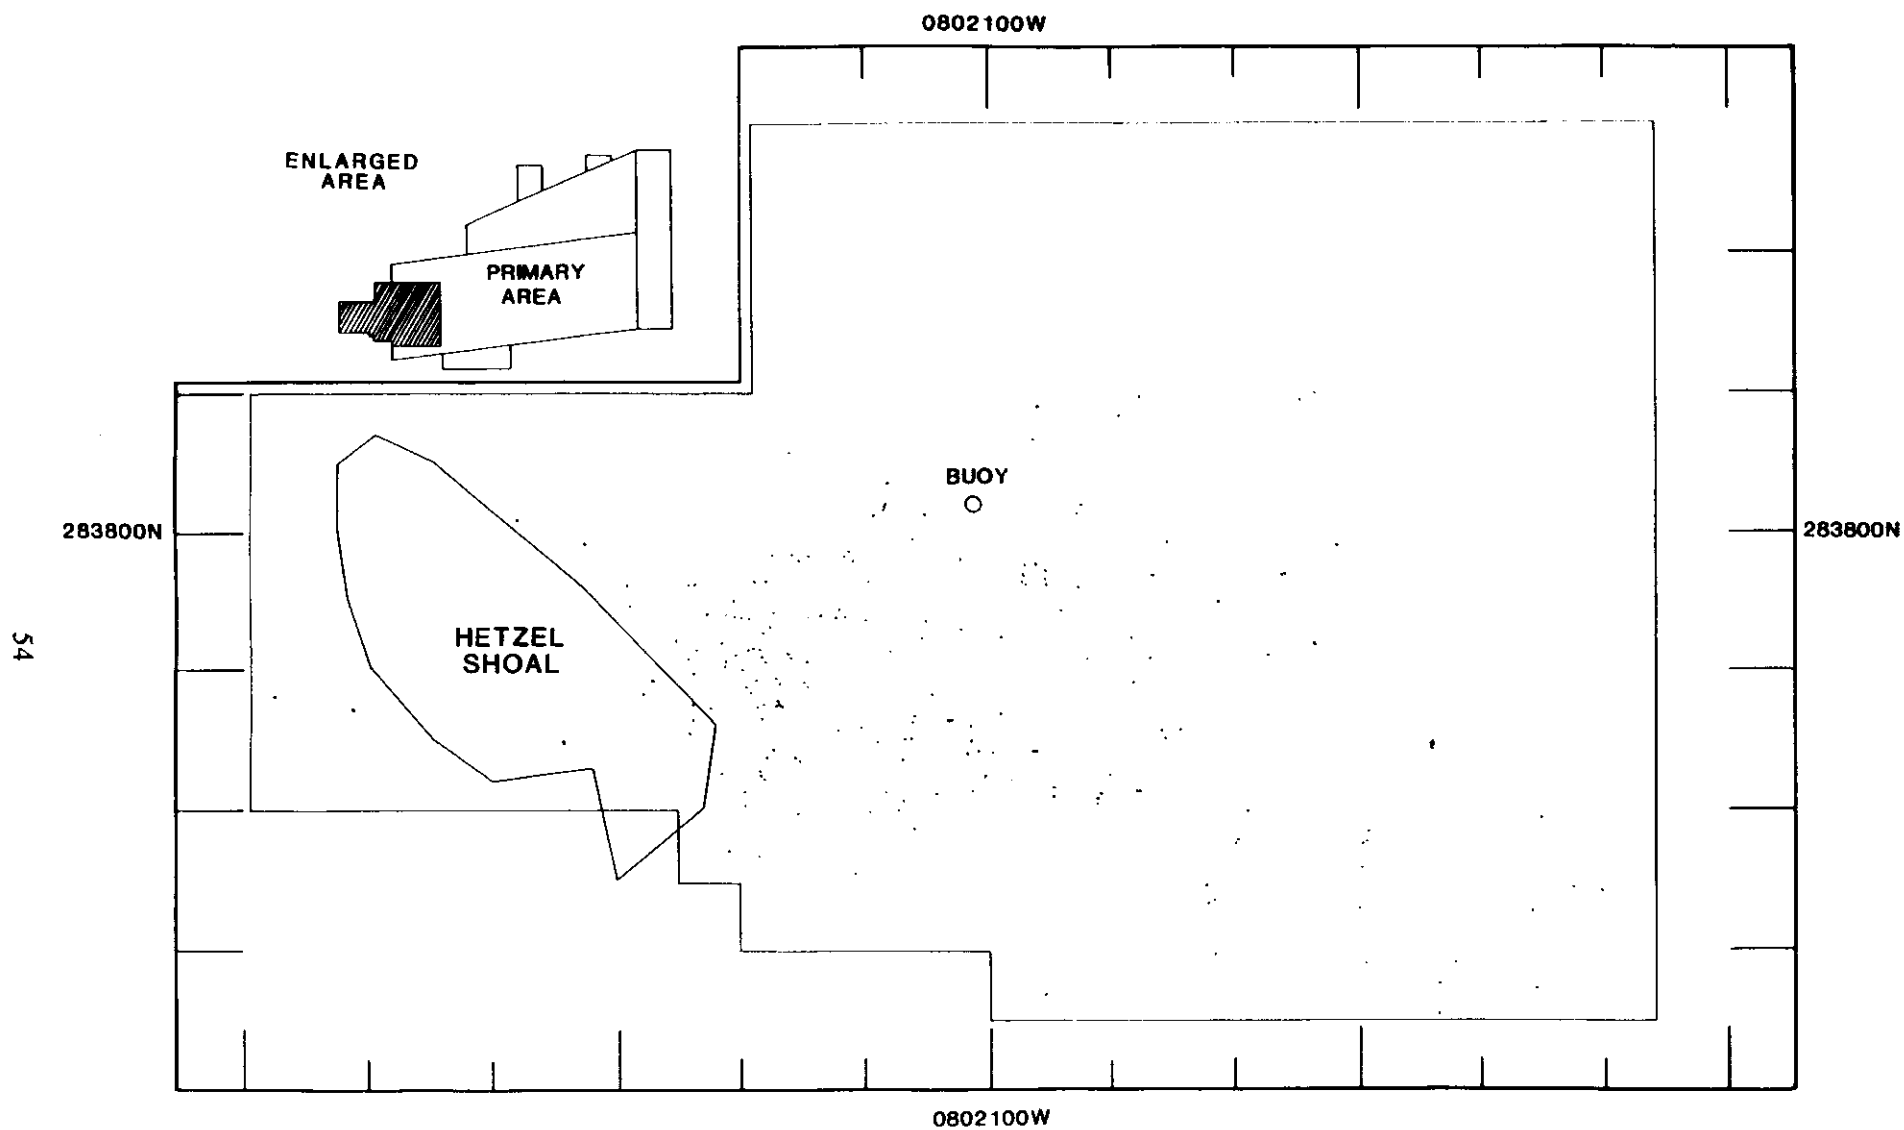 0802100W
ENLARGED
AREA
PRIMARY
AREA
BUOY
283800N
283800N
HETZEL
SHOAL
54
0802100W